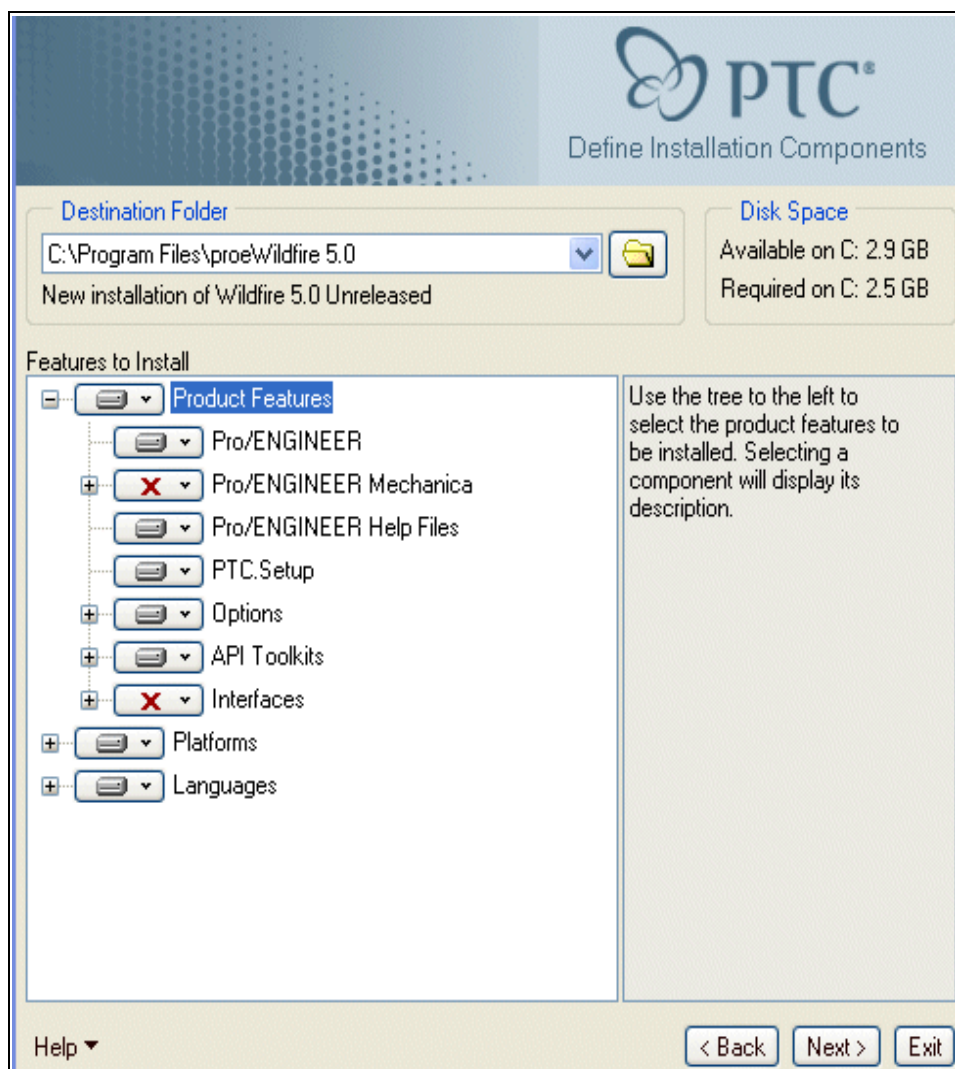 PTC®
Define Installation Components
Destination Folder
C:\Program Files\proeWildfire 5.0
New installation of Wildfire 5.0 Unreleased
Disk Space
Available on C: 2.9 GB
Required on C: 2.5 GB
Features to Install
Product Features
Pro/ENGINEER
Pro/ENGINEER Mechanica
Pro/ENGINEER Help Files
PTC.Setup
Options
API Toolkits
Interfaces
Platforms
Languages
Use the tree to the left to
select the product features to
be installed. Selecting a
component will display its
description.
Help
< Back
Next >
Exit